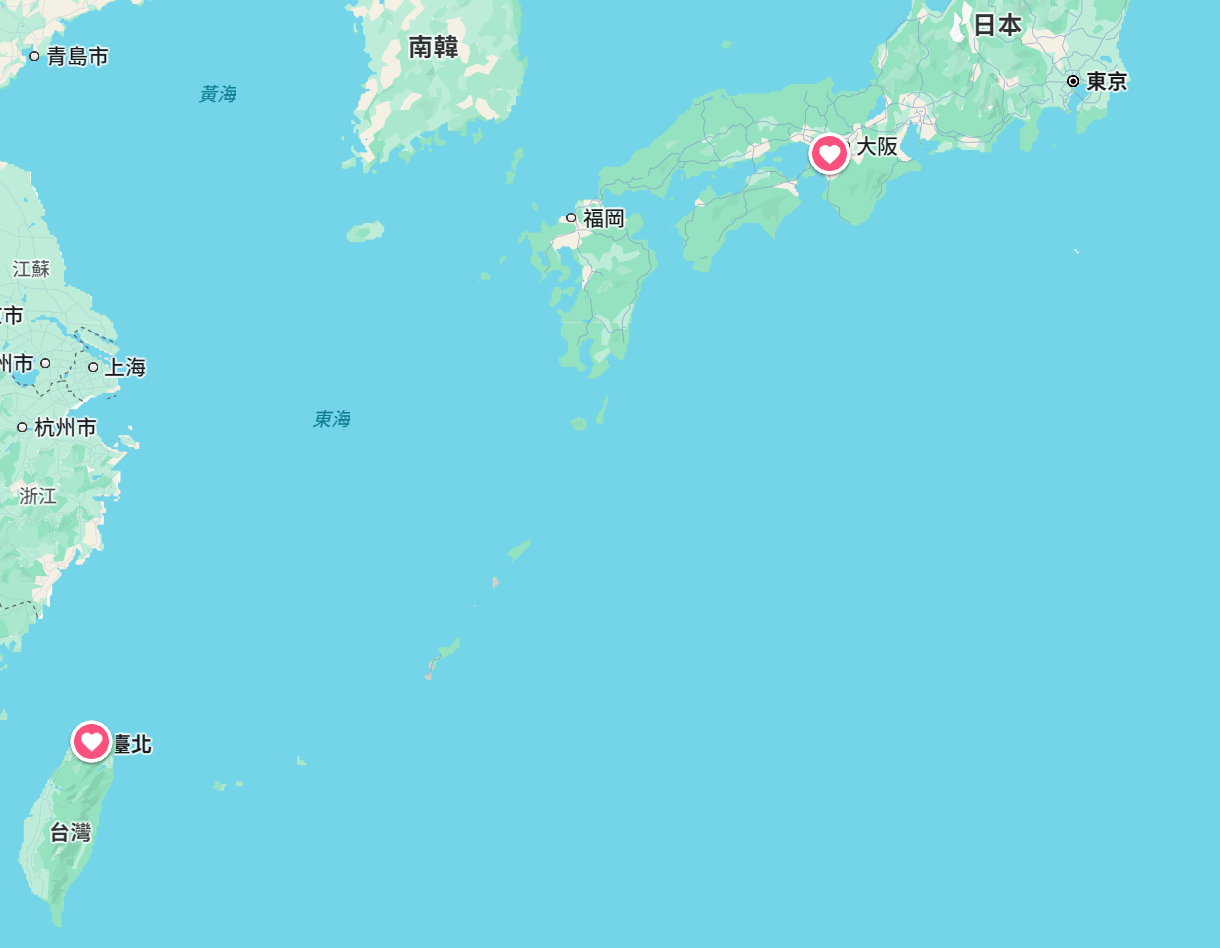 日本
南韓
青島市
東京
黃海
大阪
福岡
江蘇
市
州市
上海
東海
杭州市
浙江
臺北
台灣